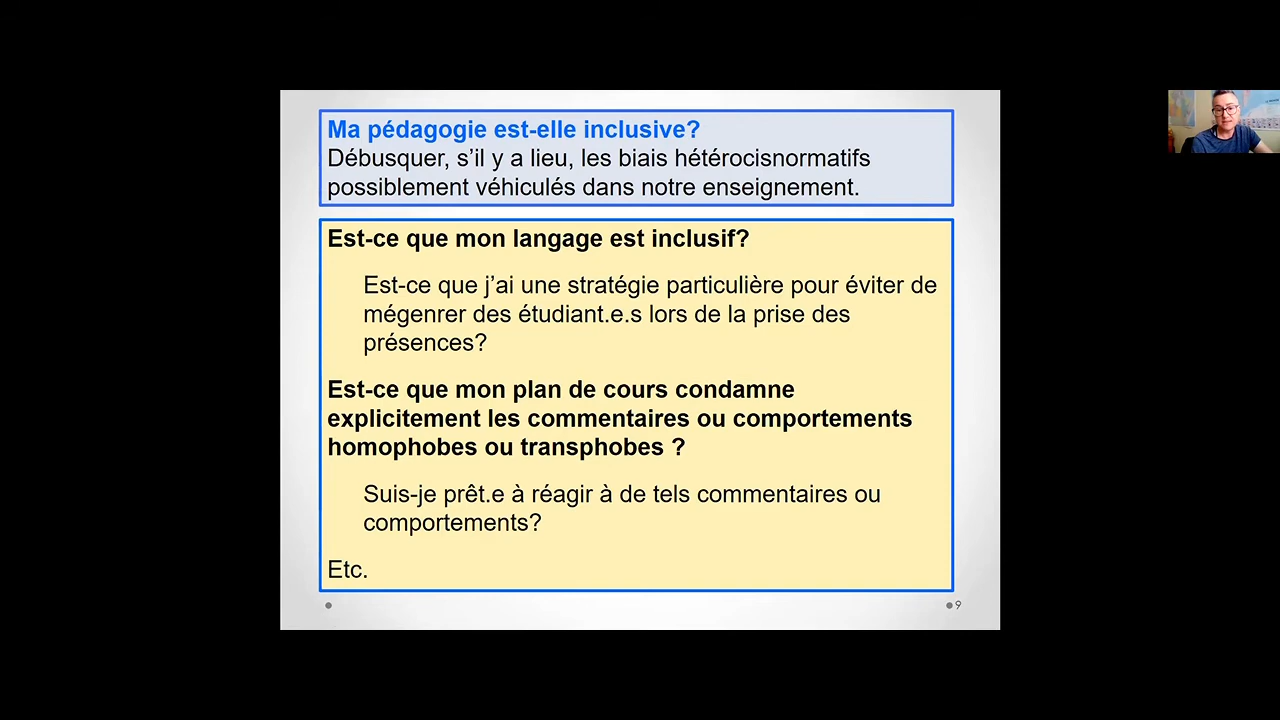 Ma pédagogie est-elle inclusive?
Débusquer, s'il y a lieu, les biais hétérocisnormatifs
possiblement véhiculés dans notre enseignement.
Est-ce que mon langage est inclusif?
Est-ce que j'ai une stratégie particulière pour éviter de
mégenrer des étudiant.e.s lors de la prise des
présences?
Est-ce que mon plan de cours condamne
explicitement les commentaires ou comportements
homophobes ou transphobes ?
Suis-je prêt.e à réagir à de tels commentaires ou
comportements?
Etc.
9